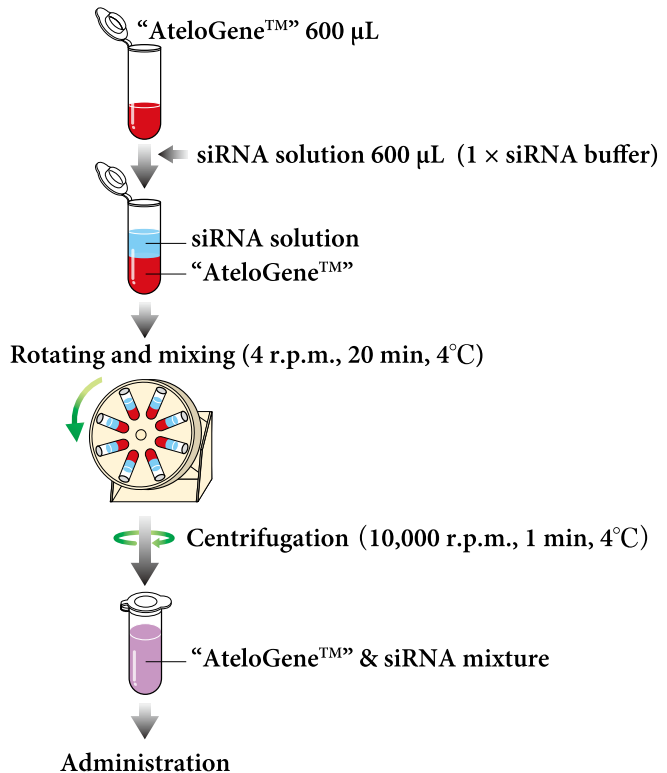 “AteloGene™” 600 µL
siRNA solution 600 µL (1 × siRNA buffer)
siRNA solution
“AteloGene™”
Rotating and mixing (4 r.p.m., 20 min, 4℃)
Centrifugation (10,000 r.p.m., 1 min, 4℃)
“AteloGene™” & siRNA mixture
Administration